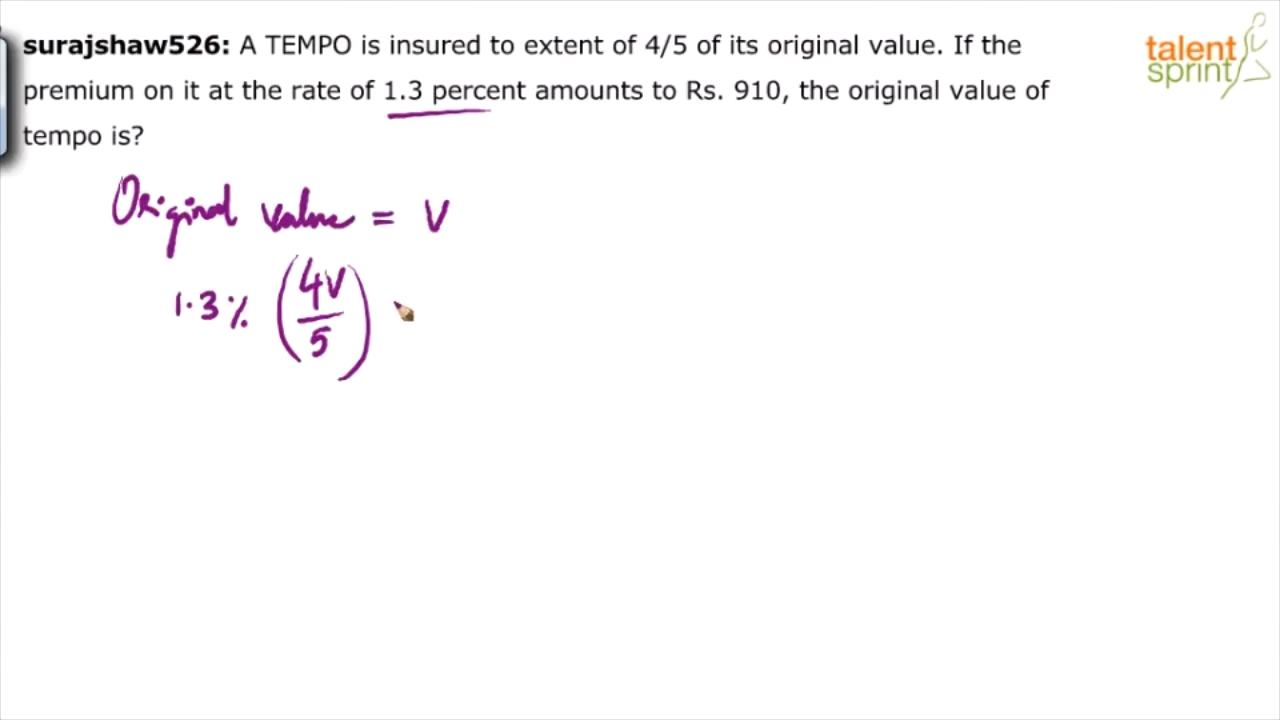 surajshaw526: A TEMPO is insured to extent of 4/5 of its original value. If the
premium on it at the rate of 1.3 percent amounts to Rs. 910, the original value of
tempo is?
talent
sprint
Original value = V
1.3% (4V/5)